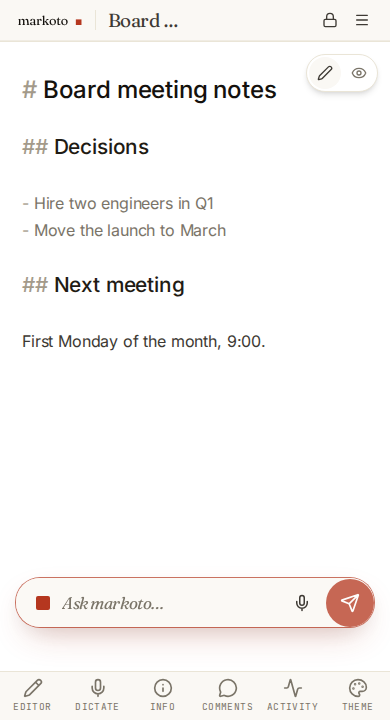 markoto
Board ...
# Board meeting notes
## Decisions
- Hire two engineers in Q1
- Move the launch to March
## Next meeting
First Monday of the month, 9:00.
Ask markoto...
EDITOR DICTATE INFO COMMENTS ACTIVITY THEME